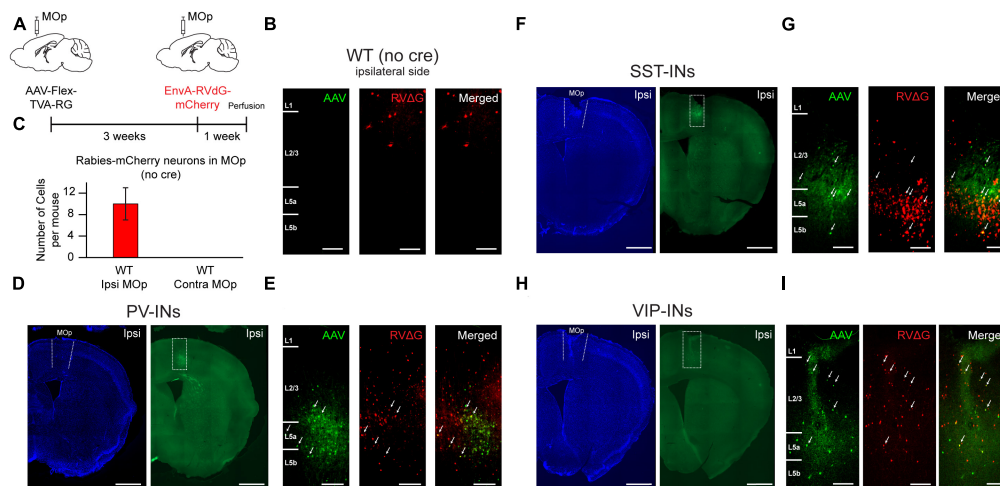 A
MOp
MOp
AAV-Flex-
TVA-RG
EnvA-RVdG-
mCherry
Perfusion
3 weeks
1 week
B
WT (no cre)
ipsilateral side
AAV
RVΔG
Merged
L1
L2/3
L5a
L5b
C
Rabies-mCherry neurons in MOp
(no cre)
Number of Cells
per mouse
12
8
4
0
WT
Ipsi MOp
WT
Contra MOp
D
PV-INs
MOp
Ipsi
Ipsi
E
AAV
RVΔG
Merged
L1
L2/3
L5a
L5b
F
SST-INs
MOp
Ipsi
Ipsi
G
AAV
RVΔG
Merge
L1
L2/3
L5a
L5b
H
VIP-INs
MOp
Ipsi
Ipsi
I
AAV
RVΔG
Merge
L1
L2/3
L5a
L5b